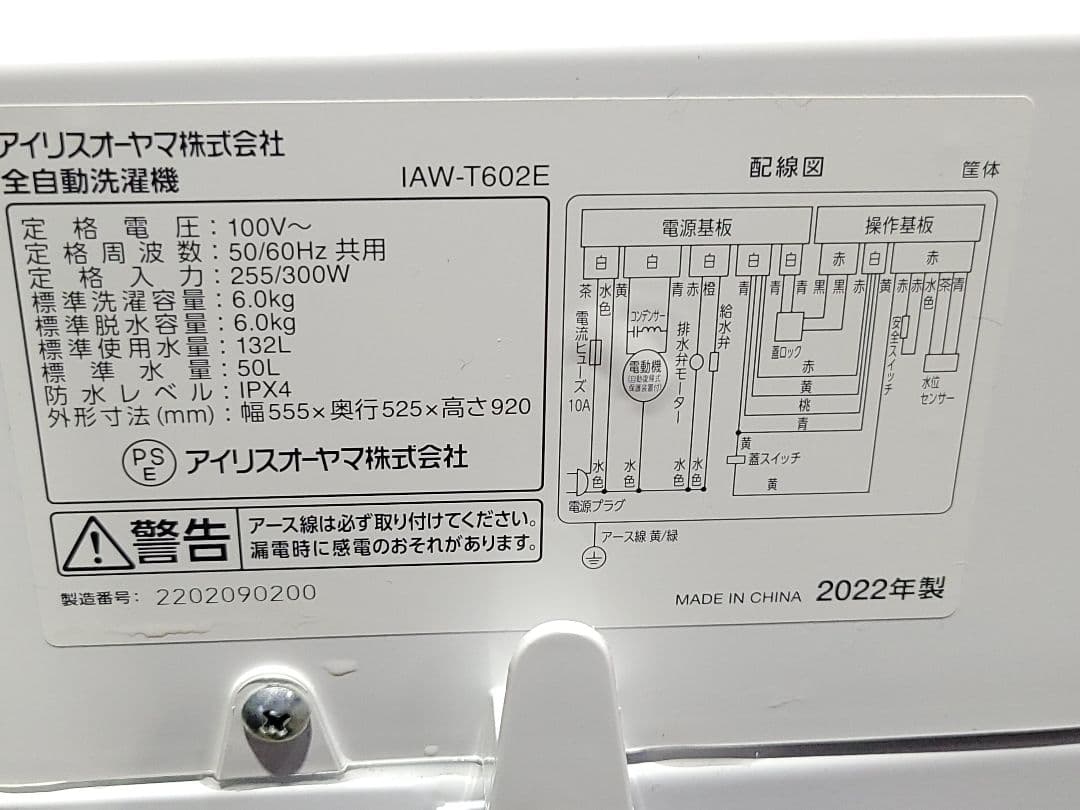 アイリスオーヤマ株式会社
全自動洗濯機 IAW-T602E
定格電圧：100V～
定格周波数：50/60Hz 共用
定格入力：255/300W
標準洗濯容量：6.0kg
標準脱水容量：6.0kg
標準使用水量：132L
標準水量：50L
防水レベル：IPX4
外形寸法(mm)：幅555×奥行525×高さ920
PS
E
アイリスオーヤマ株式会社
警告
アース線は必ず取り付けてください。
漏電時に感電のおそれがあります。
製造番号：2202090200
配線図
筐体
電源基板 操作基板
白 白 白 白 白 赤 白 赤
茶 水色 黄 青 赤 橙 青 青 青 黒 黒 赤 黄 赤 赤 水色 茶 青
電流ヒューズ
10A
コンデンサー
電動機
(自動復帰式
保護装置付)
排水弁モーター
給水弁
蓋ロック
安全スイッチ
水位
センサー
赤
黄
桃
青
黄
蓋スイッチ
黄
水色 水色 水色 水色
電源プラグ
アース線 黄/緑
MADE IN CHINA 2022年製